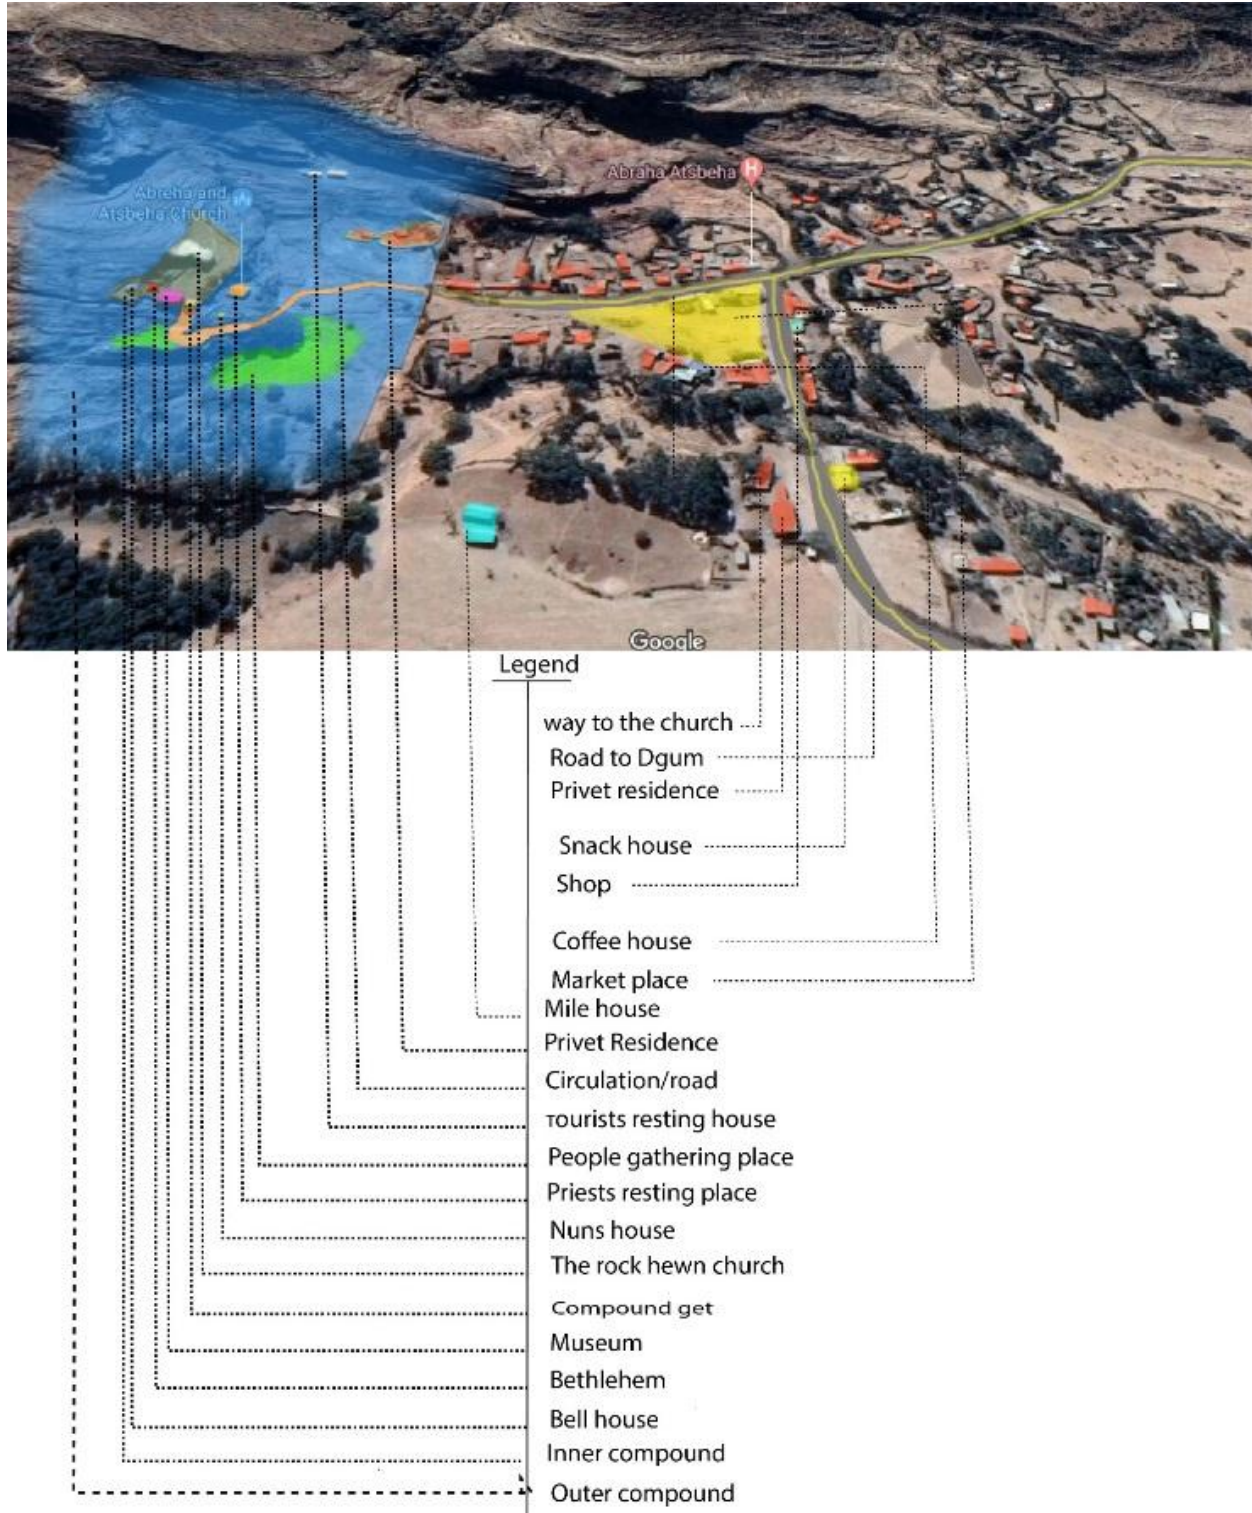 Abraha Atsbeha
H
Abreha and
Atsbeha Church
Google
Legend
way to the church
Road to Dgum
Privet residence
Snack house
Shop
Coffee house
Market place
Mile house
Privet Residence
Circulation/road
Tourists resting house
People gathering place
Priests resting place
Nuns house
The rock hewn church
Compound get
Museum
Bethlehem
Bell house
Inner compound
Outer compound